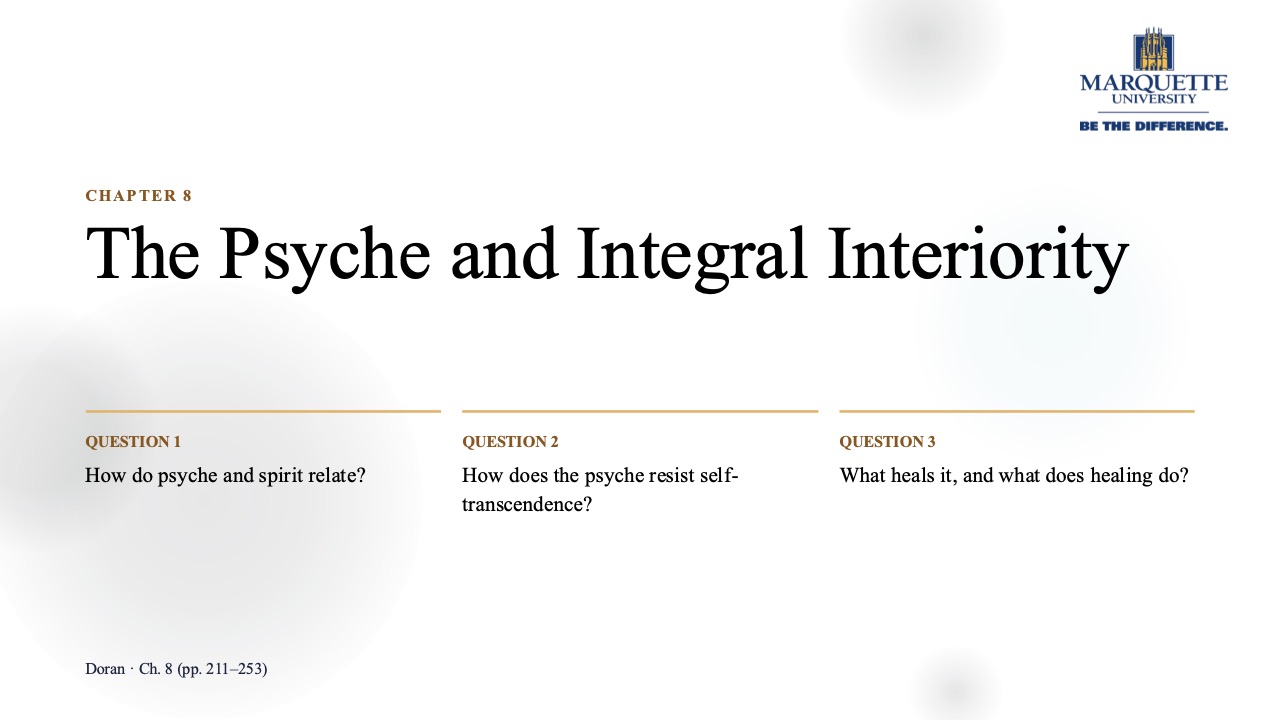 MARQUETTE
UNIVERSITY
BE THE DIFFERENCE.
CHAPTER 8
The Psyche and Integral Interiority
QUESTION 1
How do psyche and spirit relate?
QUESTION 2
How does the psyche resist self-
transcendence?
QUESTION 3
What heals it, and what does healing do?
Doran · Ch. 8 (pp. 211–253)